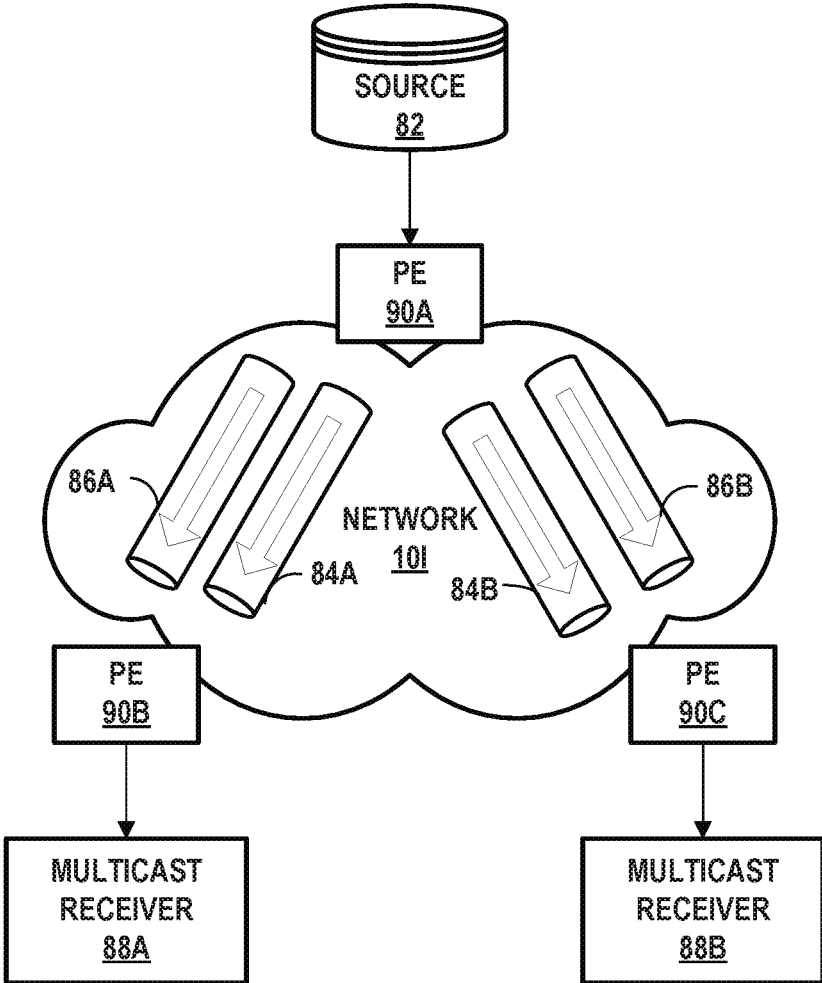 SOURCE
82
PE
90A
86A
86B
NETWORK
10I
84A
84B
PE
90B
PE
90C
MULTICAST
RECEIVER
88A
MULTICAST
RECEIVER
88B